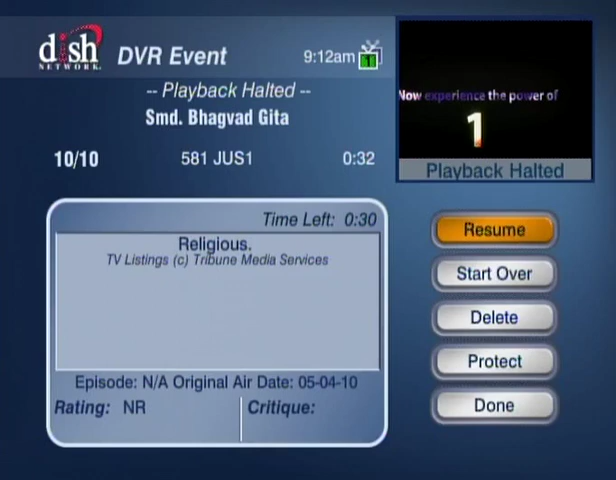 dish
NETWORK.
DVR Event
9:12am
1
-- Playback Halted --
Smd. Bhagvad Gita
10/10
581 JUS1
0:32
Now experience the power of
1
Playback Halted
Time Left: 0:30
Religious.
TV Listings (c) Tribune Media Services
Episode: N/A Original Air Date: 05-04-10
Rating: NR
Critique:
Resume
Start Over
Delete
Protect
Done